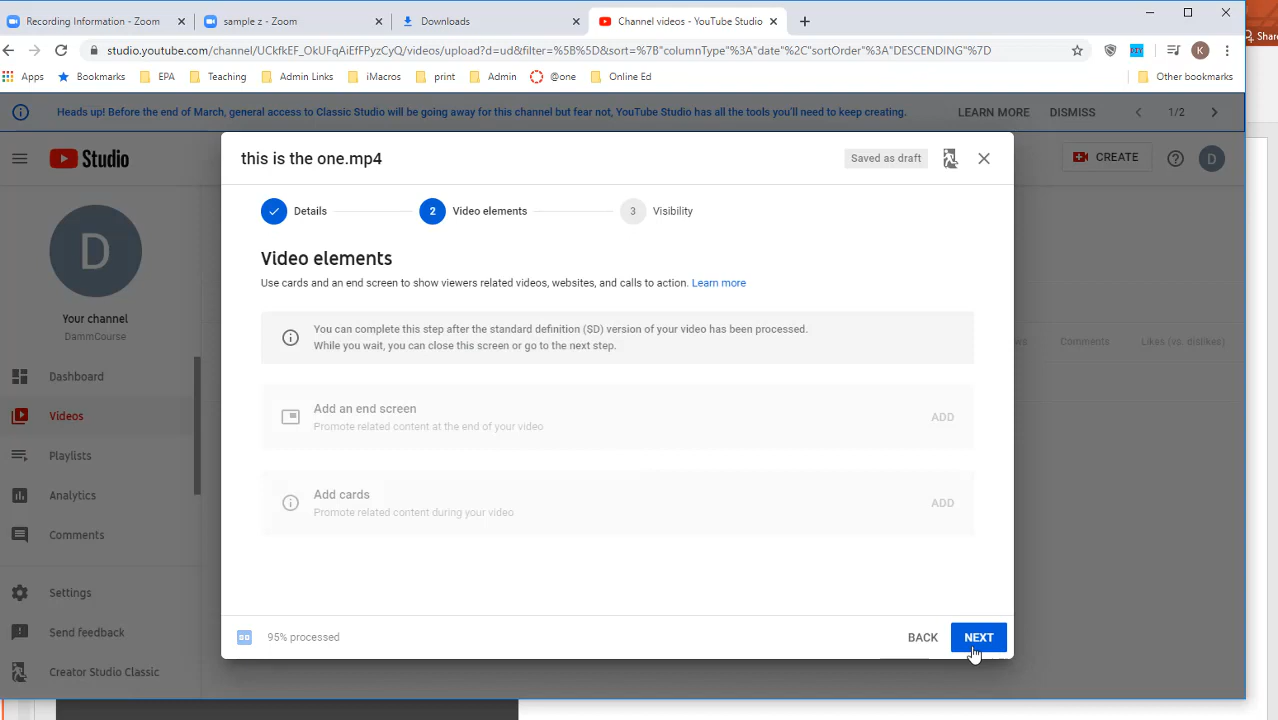 Recording Information - Zoom
sample z - Zoom
Downloads
Channel videos - YouTube Studio
studio.youtube.com/channel/UCkfkEF_OkUFqAiEfFPyzCyQ/videos/upload?d=ud&filter=%5B%5D&sort=%7B"columnType"%3A"date"%2C"sortOrder"%3A"DESCENDING"%7D
K
Share
Apps
Bookmarks
EPA
Teaching
Admin Links
iMacros
print
Admin
@one
Online Ed
Other bookmarks
Heads up! Before the end of March, general access to Classic Studio will be going away for this channel but fear not, YouTube Studio has all the tools you'll need to keep creating.
LEARN MORE
DISMISS
1/2
Studio
CREATE
D
D
Your channel
DammCourse
Dashboard
Videos
Playlists
Analytics
Comments
Settings
Send feedback
Creator Studio Classic
Comments
Likes (vs. dislikes)
this is the one.mp4
Saved as draft
Details
2
Video elements
3
Visibility
Video elements
Use cards and an end screen to show viewers related videos, websites, and calls to action. Learn more
You can complete this step after the standard definition (SD) version of your video has been processed.
While you wait, you can close this screen or go to the next step.
Add an end screen
Promote related content at the end of your video
ADD
Add cards
Promote related content during your video
ADD
SD
95% processed
BACK
NEXT